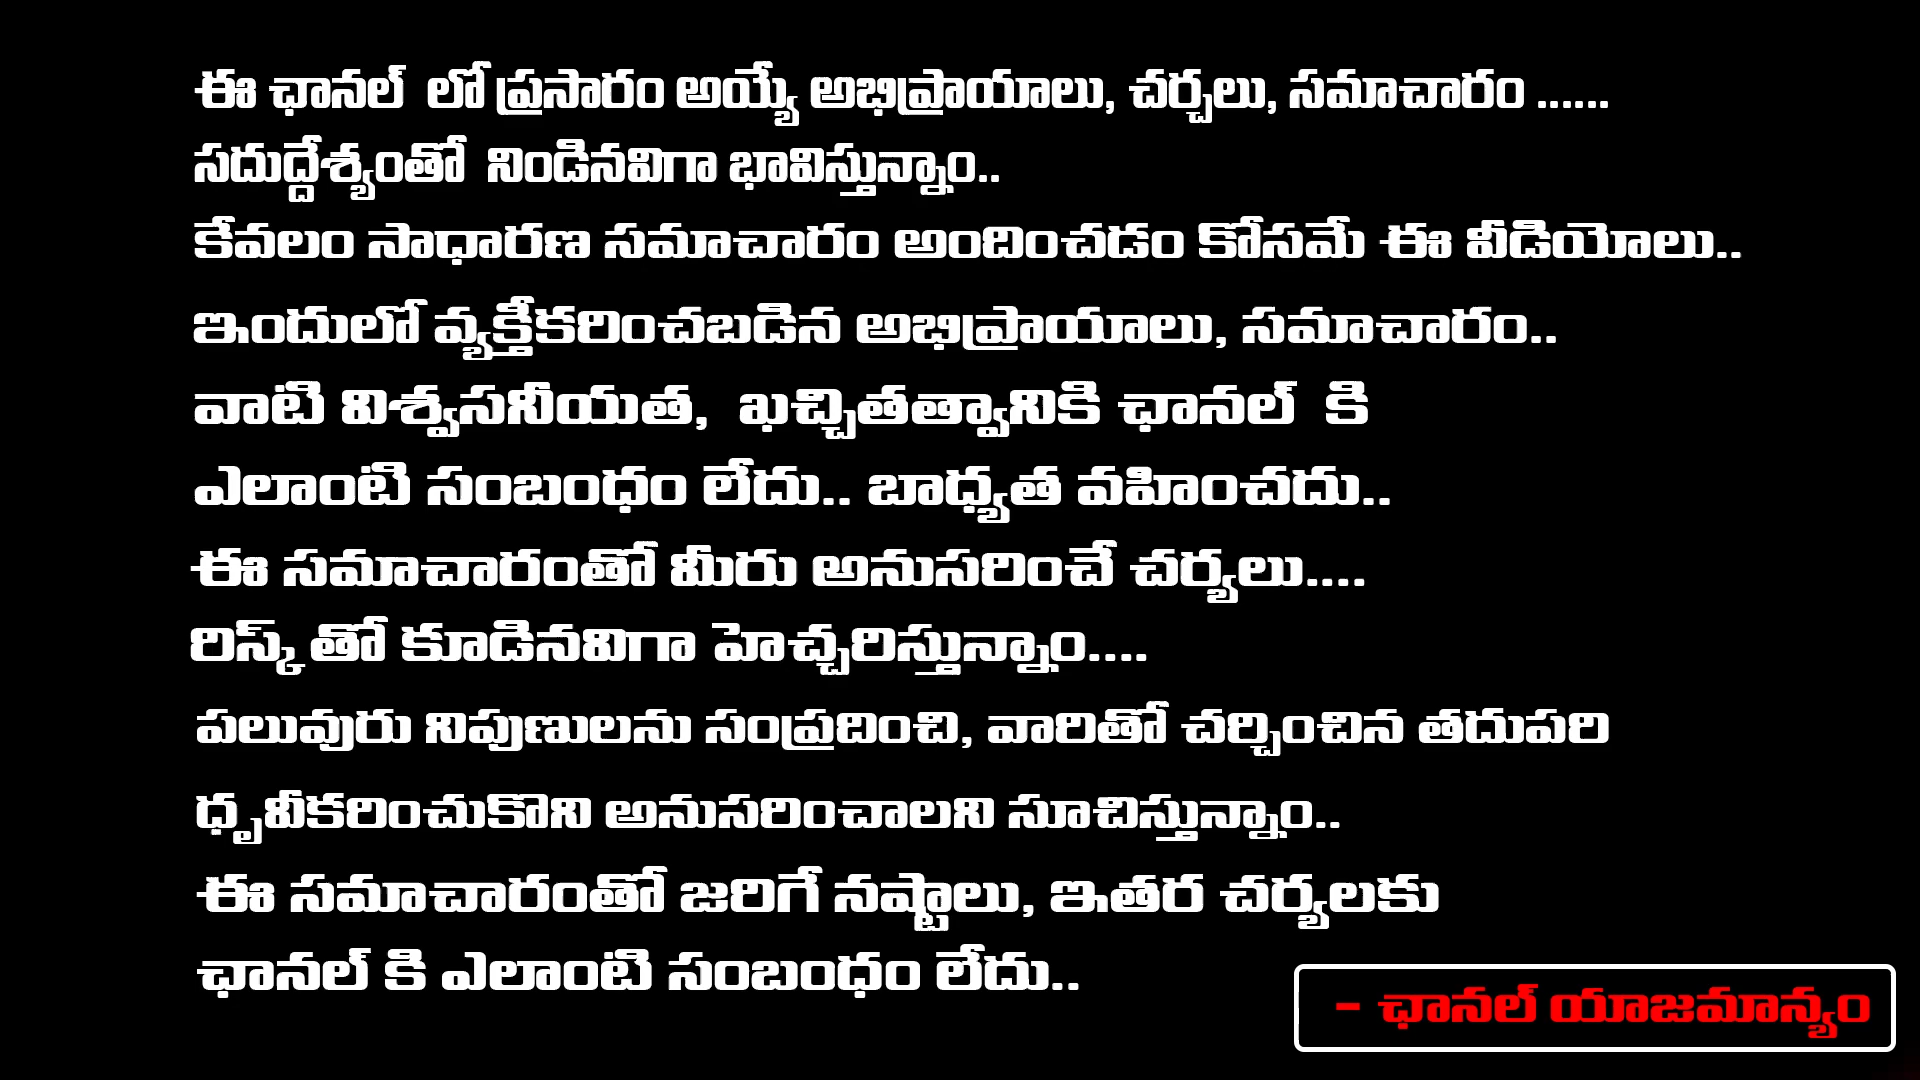 ఈ ఛానల్ లో ప్రసారం అయ్యే అభిప్రాయాలు, చర్చలు, సమాచారం ......
సదుద్దేశ్యంతో నిండినవిగా భావిస్తున్నాం..
కేవలం సాధారణ సమాచారం అందించడం కోసమే ఈ వీడియోలు..
ఇందులో వ్యక్తీకరించబడిన అభిప్రాయాలు, సమాచారం..
వాటి విశ్వసనీయత, ఖచ్చితత్వానికి ఛానల్ కి
ఎలాంటి సంబంధం లేదు.. బాధ్యత వహించదు..
ఈ సమాచారంతో మీరు అనుసరించే చర్యలు....
రిస్క్ తో కూడినవిగా హెచ్చరిస్తున్నాం....
పలువురు నిపుణులను సంప్రదించి, వారితో చర్చించిన తదుపరి
ధృవీకరించుకొని అనుసరించాలని సూచిస్తున్నాం..
ఈ సమాచారంతో జరిగే నష్టాలు, ఇతర చర్యలకు
ఛానల్ కి ఎలాంటి సంబంధం లేదు..
- ఛానల్ యాజమాన్యం